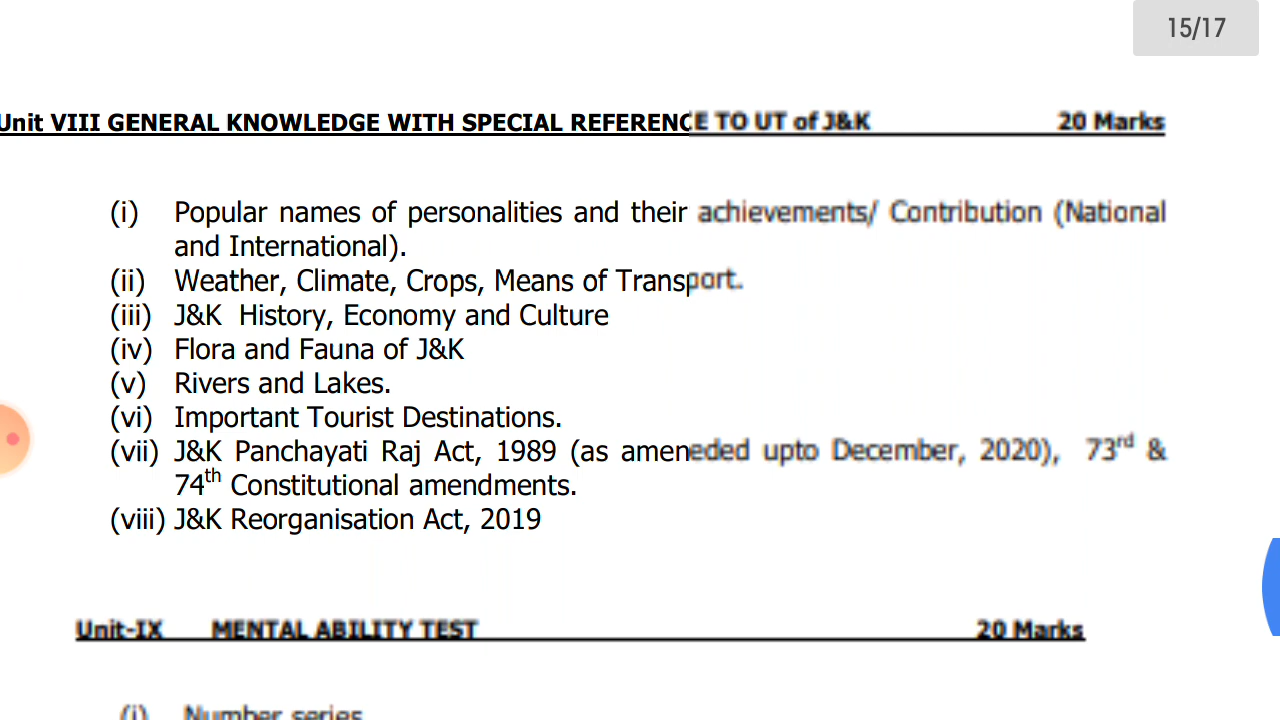 15/17
Unit VIII GENERAL KNOWLEDGE WITH SPECIAL REFERENCE TO UT of J&K 20 Marks
(i) Popular names of personalities and their achievements/ Contribution (National
and International).
(ii) Weather, Climate, Crops, Means of Transport.
(iii) J&K History, Economy and Culture
(iv) Flora and Fauna of J&K
(v) Rivers and Lakes.
(vi) Important Tourist Destinations.
(vii) J&K Panchayati Raj Act, 1989 (as ameneded upto December, 2020), 73rd &
74th Constitutional amendments.
(viii) J&K Reorganisation Act, 2019
Unit-IX MENTAL ABILITY TEST 20 Marks
(i) Number series